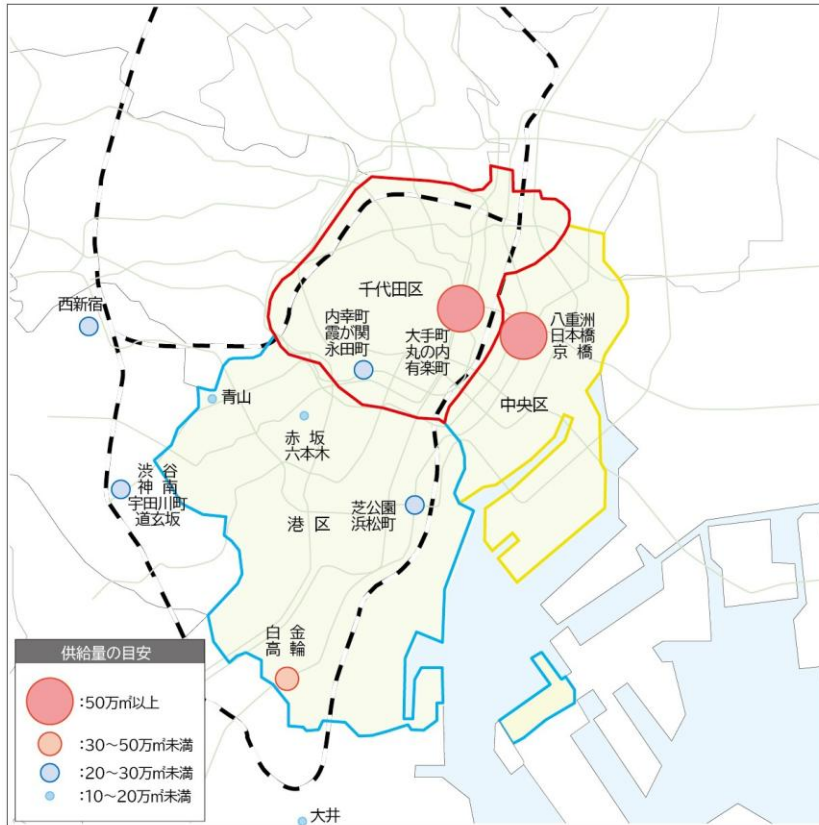 千代田区
西新宿
内幸町
霞が関
永田町
大手町
丸の内
有楽町
八重洲
日本橋
京橋
中央区
青山
赤坂
六本木
渋谷
神南
宇田川町
道玄坂
港区
芝公園
浜松町
白金
高輪
供給量の目安
:50万㎡以上
:30～50万㎡未満
:20～30万㎡未満
:10～20万㎡未満
大井